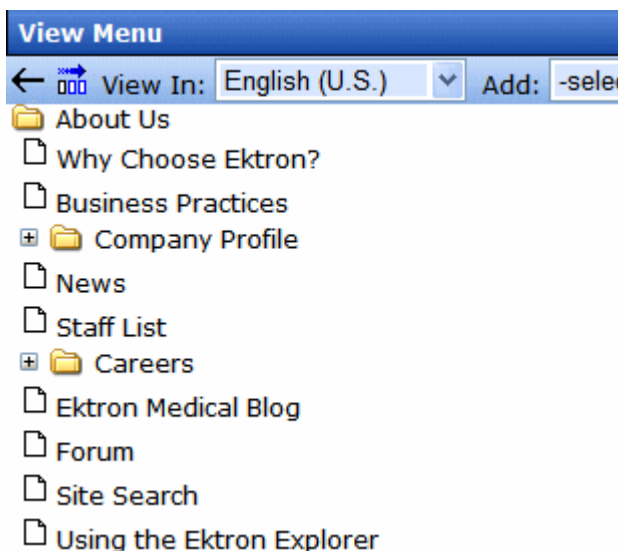 View Menu
View In: English (U.S.) Add: -selec
About Us
Why Choose Ektron?
Business Practices
Company Profile
News
Staff List
Careers
Ektron Medical Blog
Forum
Site Search
Using the Ektron Explorer